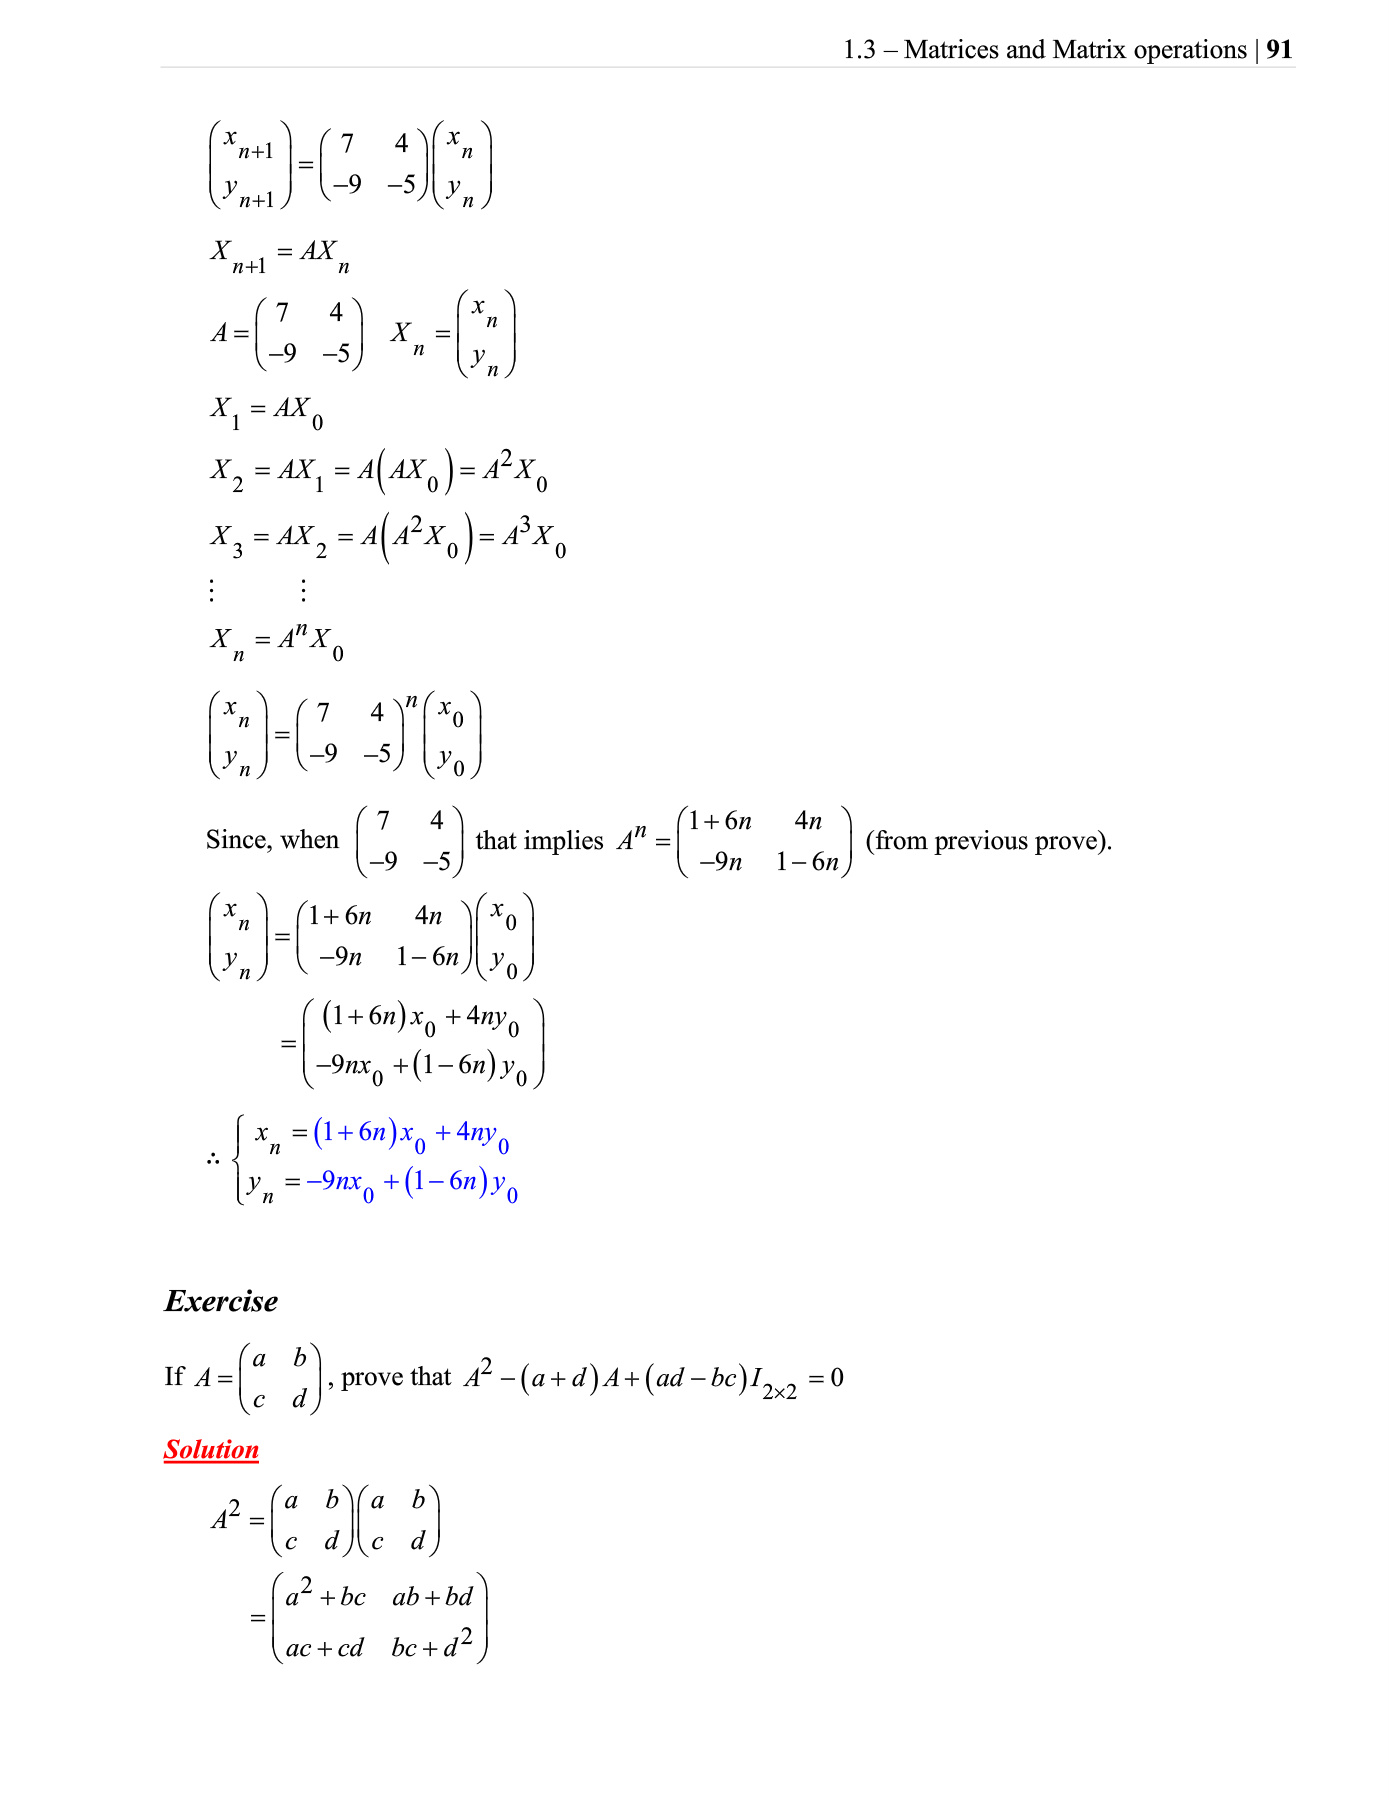 1.3 – Matrices and Matrix operations | 91
$\begin{pmatrix} x_{n+1} \\ y_{n+1} \end{pmatrix} = \begin{pmatrix} 7 & 4 \\ -9 & -5 \end{pmatrix} \begin{pmatrix} x_n \\ y_n \end{pmatrix}$
$X_{n+1} = AX_n$
$A = \begin{pmatrix} 7 & 4 \\ -9 & -5 \end{pmatrix} \quad X_n = \begin{pmatrix} x_n \\ y_n \end{pmatrix}$
$X_1 = AX_0$
$X_2 = AX_1 = A\left(AX_0\right) = A^2X_0$
$X_3 = AX_2 = A\left(A^2X_0\right) = A^3X_0$
$\vdots \qquad \vdots$
$X_n = A^nX_0$
$\begin{pmatrix} x_n \\ y_n \end{pmatrix} = \begin{pmatrix} 7 & 4 \\ -9 & -5 \end{pmatrix}^n \begin{pmatrix} x_0 \\ y_0 \end{pmatrix}$
Since, when $\begin{pmatrix} 7 & 4 \\ -9 & -5 \end{pmatrix}$ that implies $A^n = \begin{pmatrix} 1+6n & 4n \\ -9n & 1-6n \end{pmatrix}$ (from previous prove).
$\begin{pmatrix} x_n \\ y_n \end{pmatrix} = \begin{pmatrix} 1+6n & 4n \\ -9n & 1-6n \end{pmatrix} \begin{pmatrix} x_0 \\ y_0 \end{pmatrix}$
$= \begin{pmatrix} (1+6n)x_0 + 4ny_0 \\ -9nx_0 + (1-6n)y_0 \end{pmatrix}$
$\therefore \begin{cases} x_n = (1+6n)x_0 + 4ny_0 \\ y_n = -9nx_0 + (1-6n)y_0 \end{cases}$
Exercise
If $A = \begin{pmatrix} a & b \\ c & d \end{pmatrix}$, prove that $A^2 - (a+d)A + (ad-bc)I_{2\times2} = 0$
Solution
$A^2 = \begin{pmatrix} a & b \\ c & d \end{pmatrix} \begin{pmatrix} a & b \\ c & d \end{pmatrix}$
$= \begin{pmatrix} a^2+bc & ab+bd \\ ac+cd & bc+d^2 \end{pmatrix}$